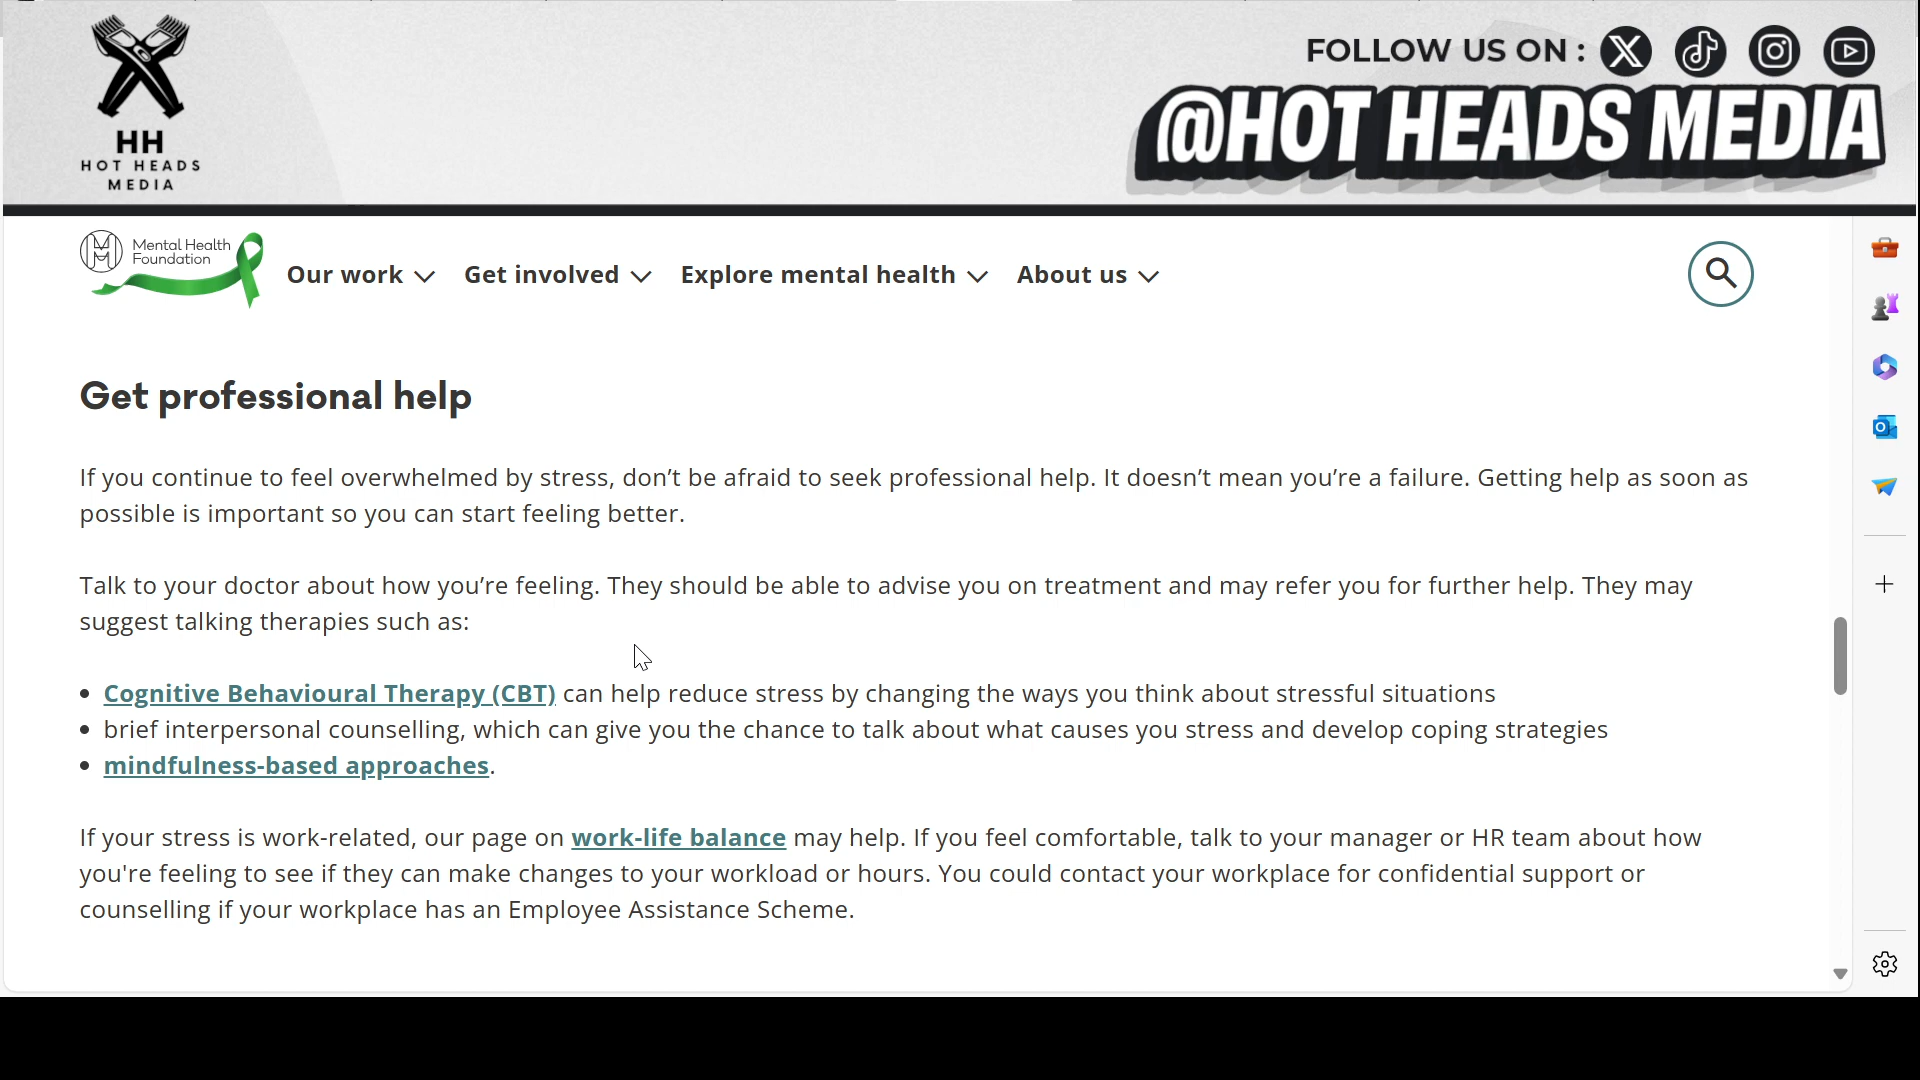 FOLLOW US ON :
@HOT HEADS MEDIA
HH
HOT HEADS
MEDIA
Mental Health
Foundation
Our work
Get involved
Explore mental health
About us
Get professional help
If you continue to feel overwhelmed by stress, don’t be afraid to seek professional help. It doesn’t mean you’re a failure. Getting help as soon as
possible is important so you can start feeling better.
Talk to your doctor about how you’re feeling. They should be able to advise you on treatment and may refer you for further help. They may
suggest talking therapies such as:
• Cognitive Behavioural Therapy (CBT) can help reduce stress by changing the ways you think about stressful situations
• brief interpersonal counselling, which can give you the chance to talk about what causes you stress and develop coping strategies
• mindfulness-based approaches.
If your stress is work-related, our page on work-life balance may help. If you feel comfortable, talk to your manager or HR team about how
you're feeling to see if they can make changes to your workload or hours. You could contact your workplace for confidential support or
counselling if your workplace has an Employee Assistance Scheme.